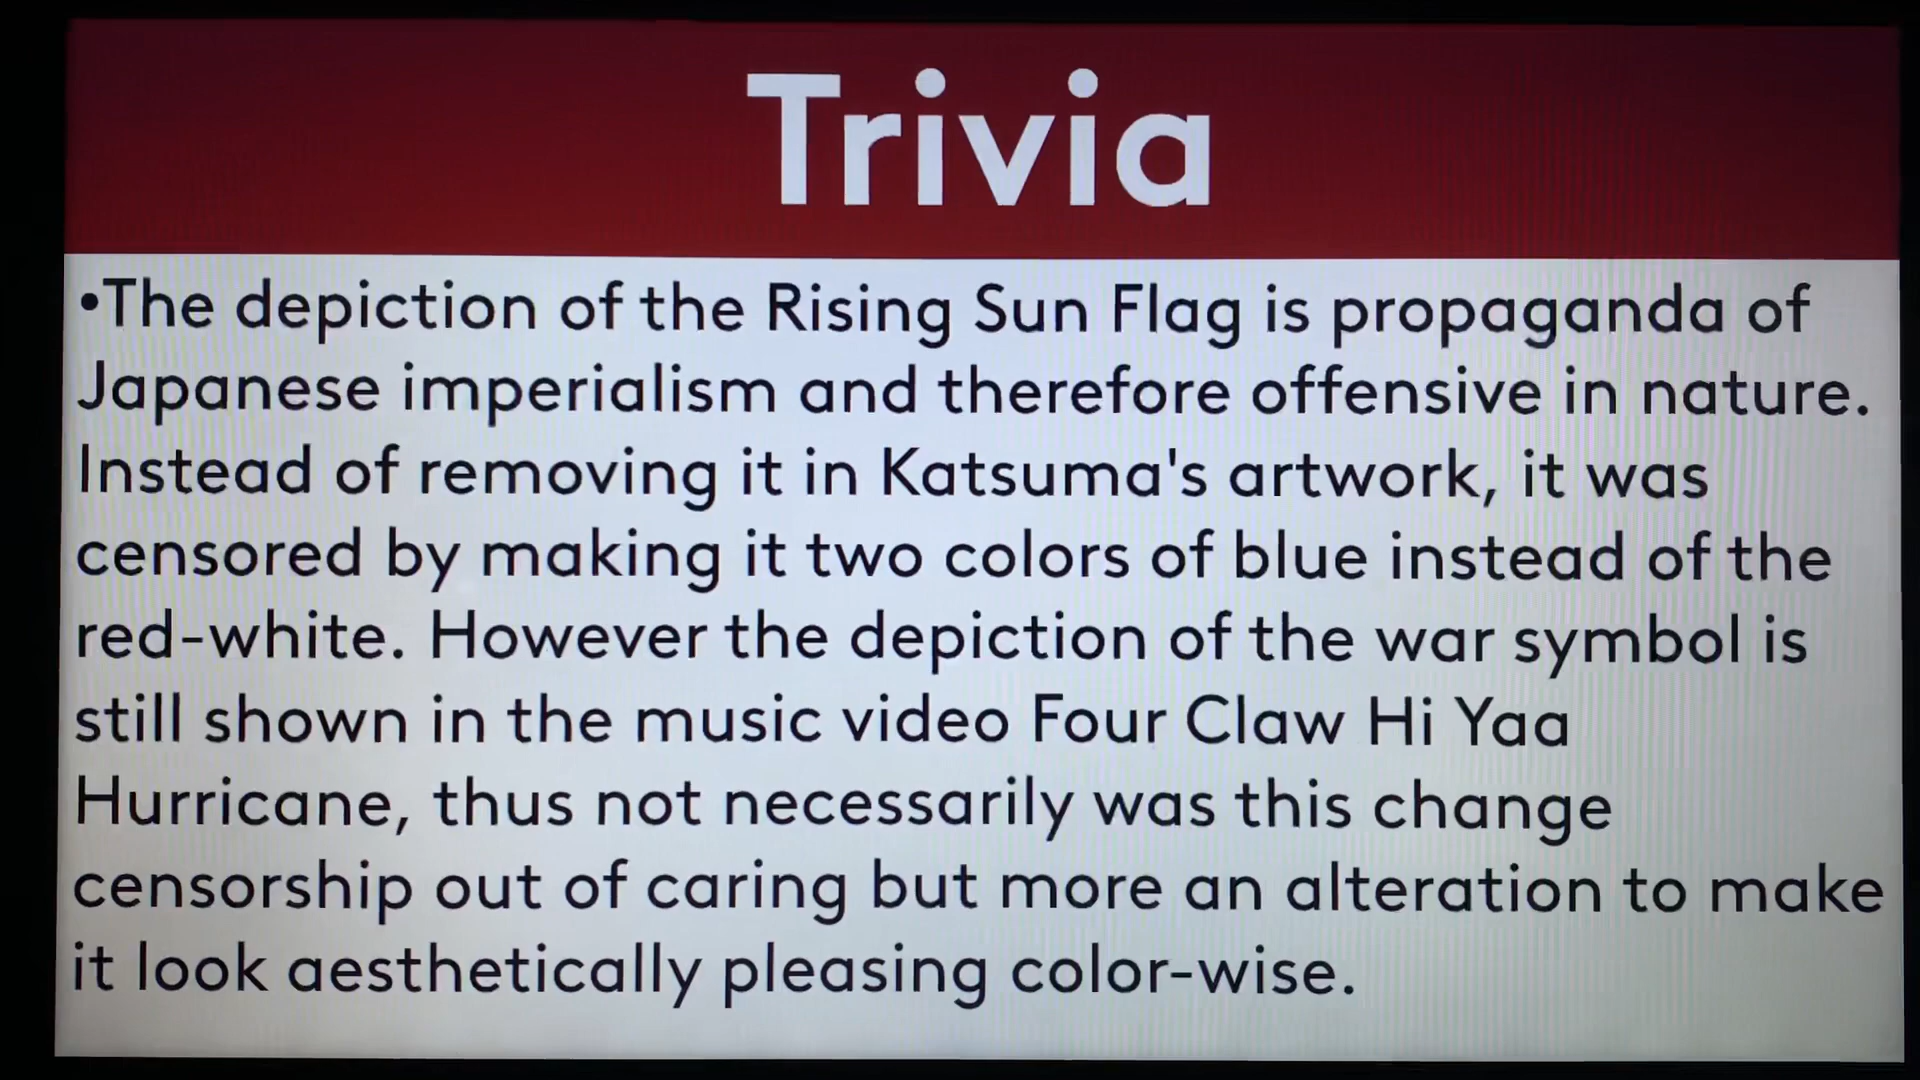 Trivia
•The depiction of the Rising Sun Flag is propaganda of
Japanese imperialism and therefore offensive in nature.
Instead of removing it in Katsuma's artwork, it was
censored by making it two colors of blue instead of the
red-white. However the depiction of the war symbol is
still shown in the music video Four Claw Hi Yaa
Hurricane, thus not necessarily was this change
censorship out of caring but more an alteration to make
it look aesthetically pleasing color-wise.